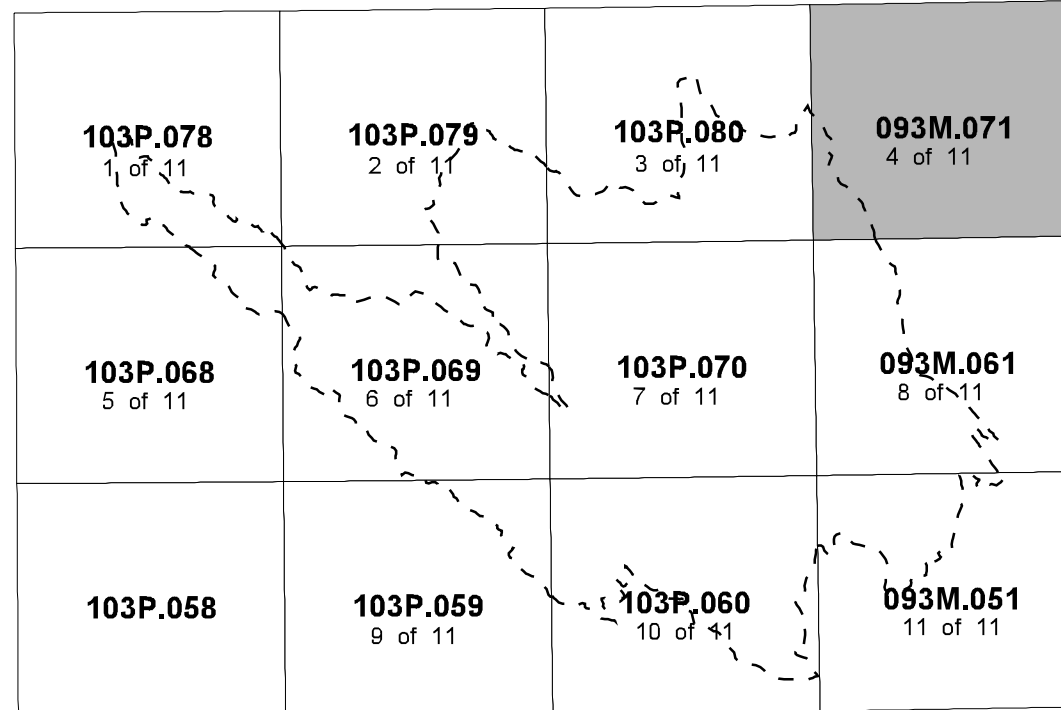 103P.078
1 of 11
103P.079
2 of 11
103P.080
3 of 11
093M.071
4 of 11
103P.068
5 of 11
103P.069
6 of 11
103P.070
7 of 11
093M.061
8 of 11
103P.058
103P.059
9 of 11
103P.060
10 of 11
093M.051
11 of 11